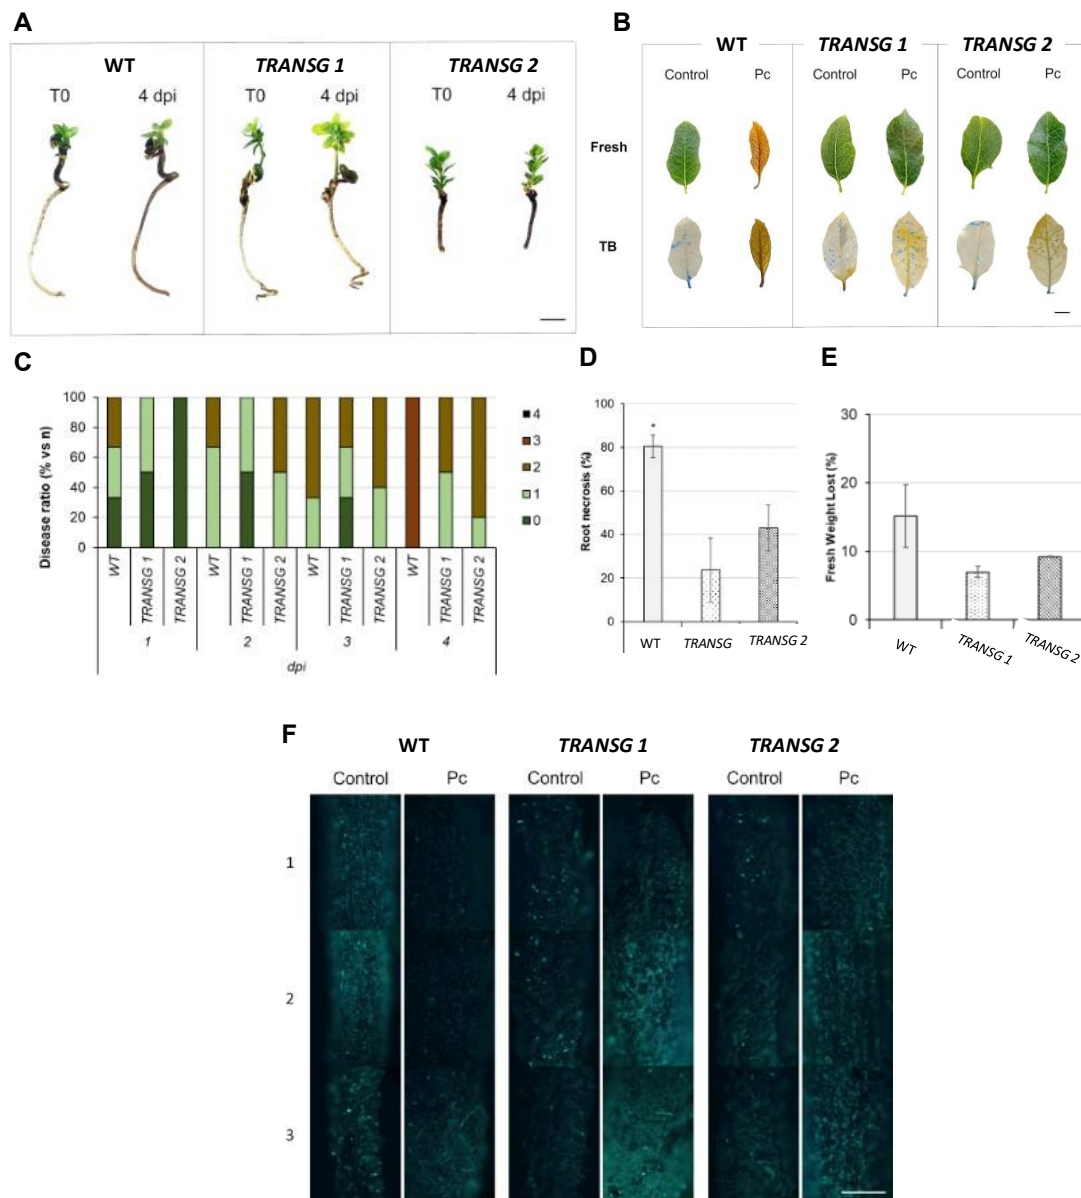 A
WT
TRANSG 1
TRANSG 2
T0
4 dpi
T0
4 dpi
T0
4 dpi
B
WT
TRANSG 1
TRANSG 2
Control
Pc
Control
Pc
Control
Pc
Fresh
TB
C
Disease ratio (% vs n)
100
80
60
40
20
0
4
3
2
1
0
WT
TRANSG 1
TRANSG 2
WT
TRANSG 1
TRANSG 2
WT
TRANSG 1
TRANSG 2
WT
TRANSG 1
TRANSG 2
1
2
3
4
dpi
D
Root necrosis (%)
100
80
60
40
20
0
*
WT
TRANSG
TRANSG 2
E
Fresh Weight Lost (%)
30
20
10
0
WT
TRANSG 1
TRANSG 2
F
WT
TRANSG 1
TRANSG 2
Control
Pc
Control
Pc
Control
Pc
1
2
3